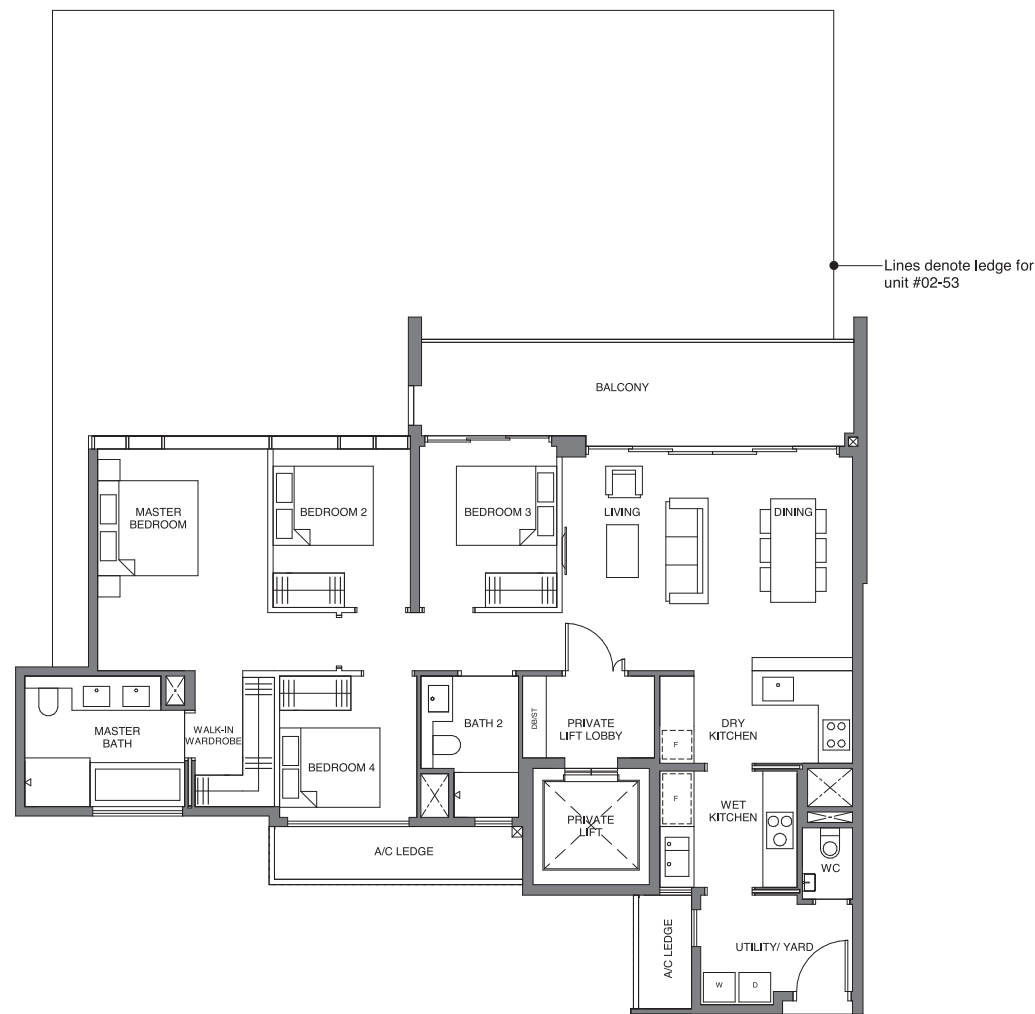 Lines denote ledge for
unit #02-53
BALCONY
MASTER
BEDROOM
BEDROOM 2
BEDROOM 3
LIVING
DINING
MASTER
BATH
WALK-IN
WARDROBE
BEDROOM 4
BATH 2
DB/ST
PRIVATE
LIFT LOBBY
F
DRY
KITCHEN
F
WET
KITCHEN
PRIVATE
LIFT
A/C LEDGE
WC
A/C LEDGE
UTILITY/ YARD
W
D